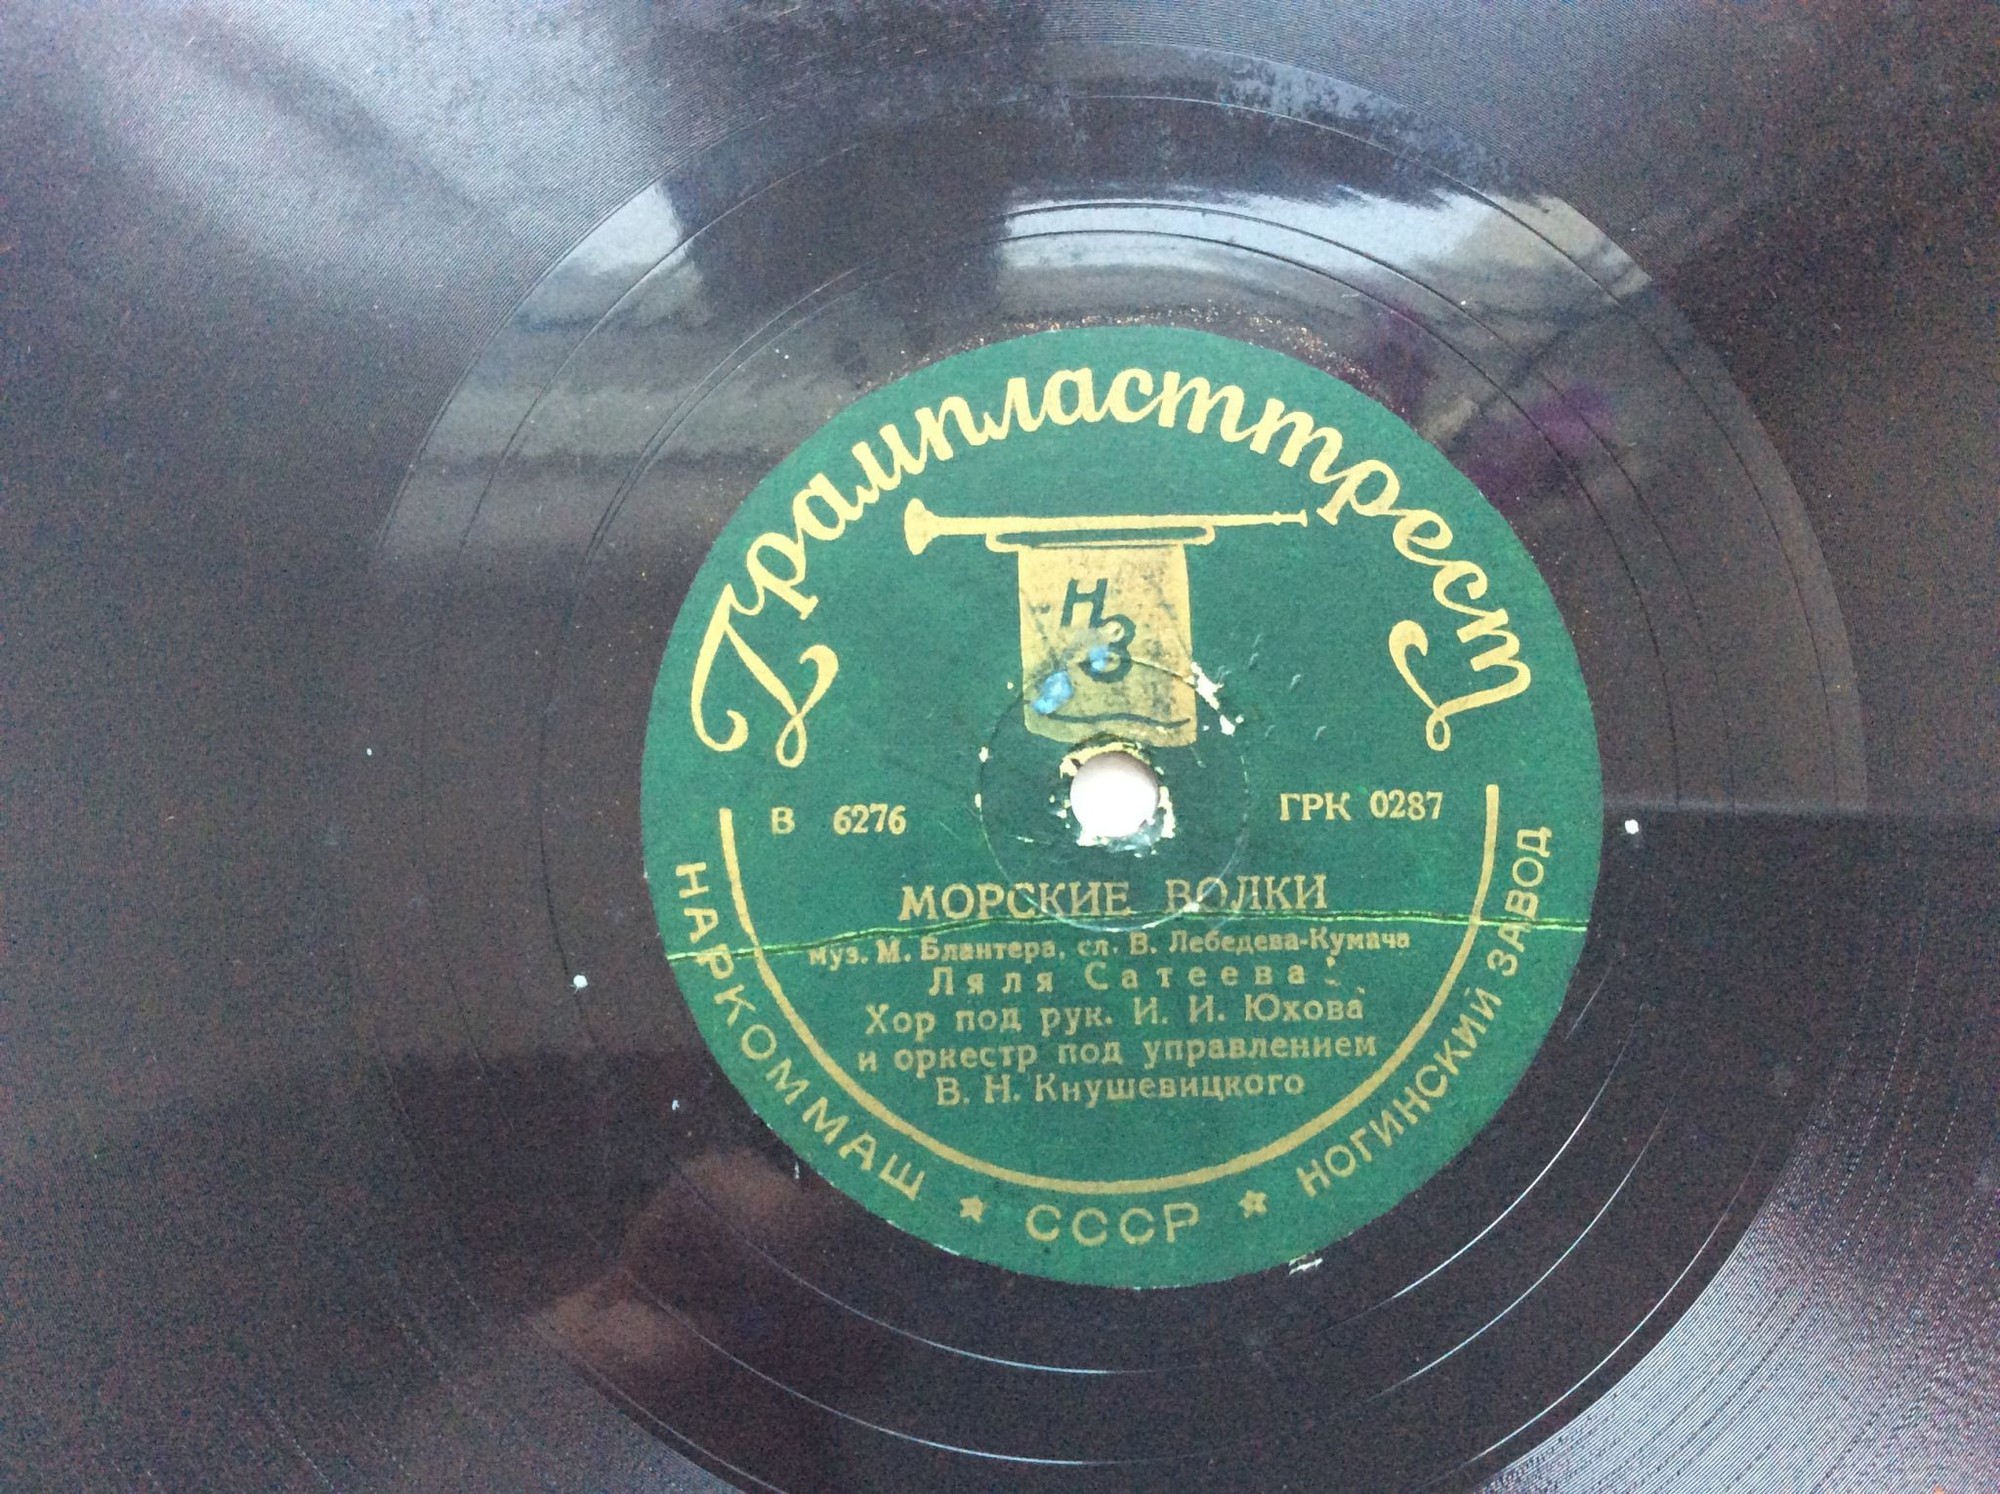 Грампласттрест
НЗ
В 6276
ГРК 0287
МОРСКИЕ ВОЛКИ
муз. М. Блантера, сл. В. Лебедева-Кумача
Ляля Сатеева
Хор под рук. И. И. Юхова
и оркестр под управлением
В. Н. Кнушевицкого
НАРКОММАШ ★ СССР ★ НОГИНСКИЙ ЗАВОД